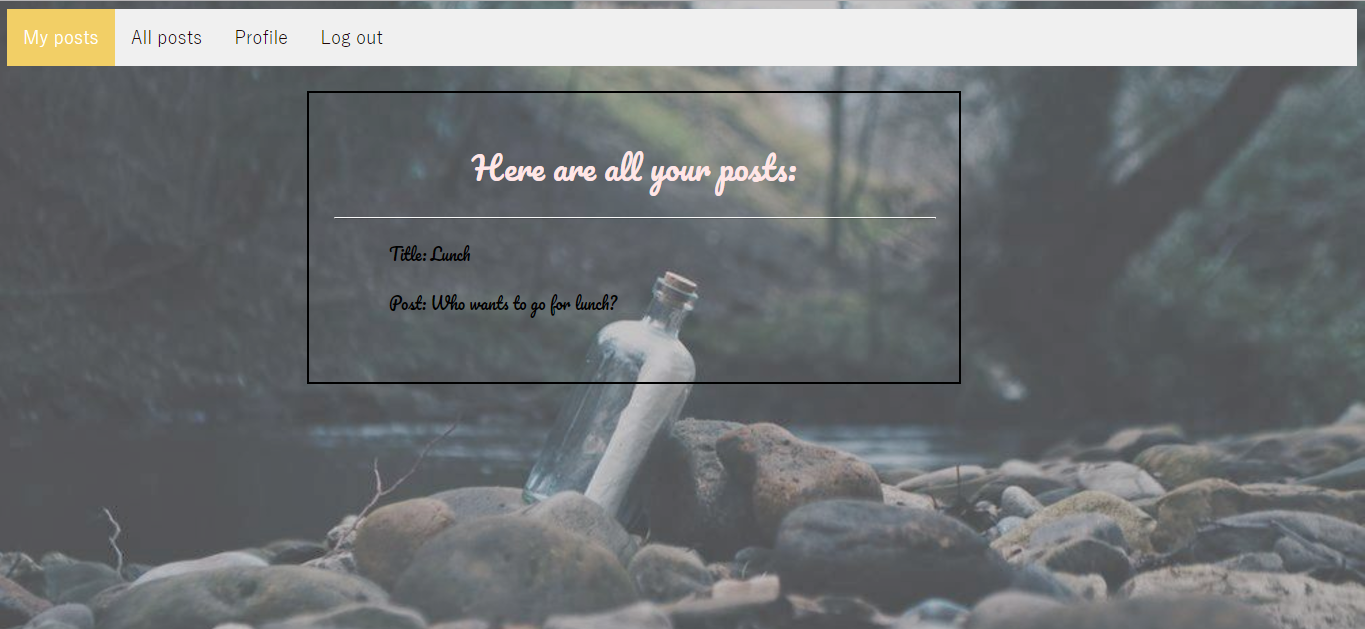 My posts All posts Profile Log out
Here are all your posts:
Title: Lunch
Post: Who wants to go for lunch?